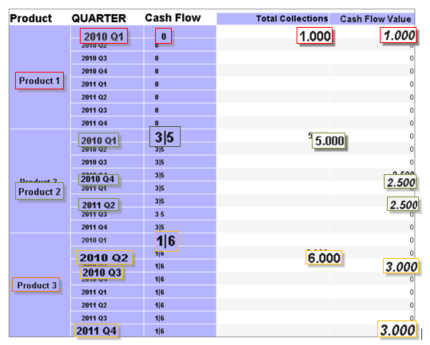 Product QUARTER Cash Flow Total Collections Cash Flow Value
2010 Q1 0 1.000 1.000
2010 Q2 0 0
2010 Q3 0 0
2010 Q4 0 0
Product 1
2011 Q1 0 0
2011 Q2 0 0
2011 Q3 0 0
2011 Q4 0 0
2010 Q1 3|5 5.000 0
2010 Q2 3|5 0
2010 Q3 3|5 0
2010 Q4 3|5 2.500
Product 2
2011 Q1 3|5 0
2011 Q2 3|5 2.500
2011 Q3 3 5 0
2011 Q4 3|5 0
2010 Q1 1|6 0
2010 Q2 1|6 6.000
2010 Q3 1|6 3.000
2010 Q4 1|6 0
Product 3
2011 Q1 1|6 0
2011 Q2 1|6 0
2011 Q3 1|6 0
2011 Q4 1|6 3.000